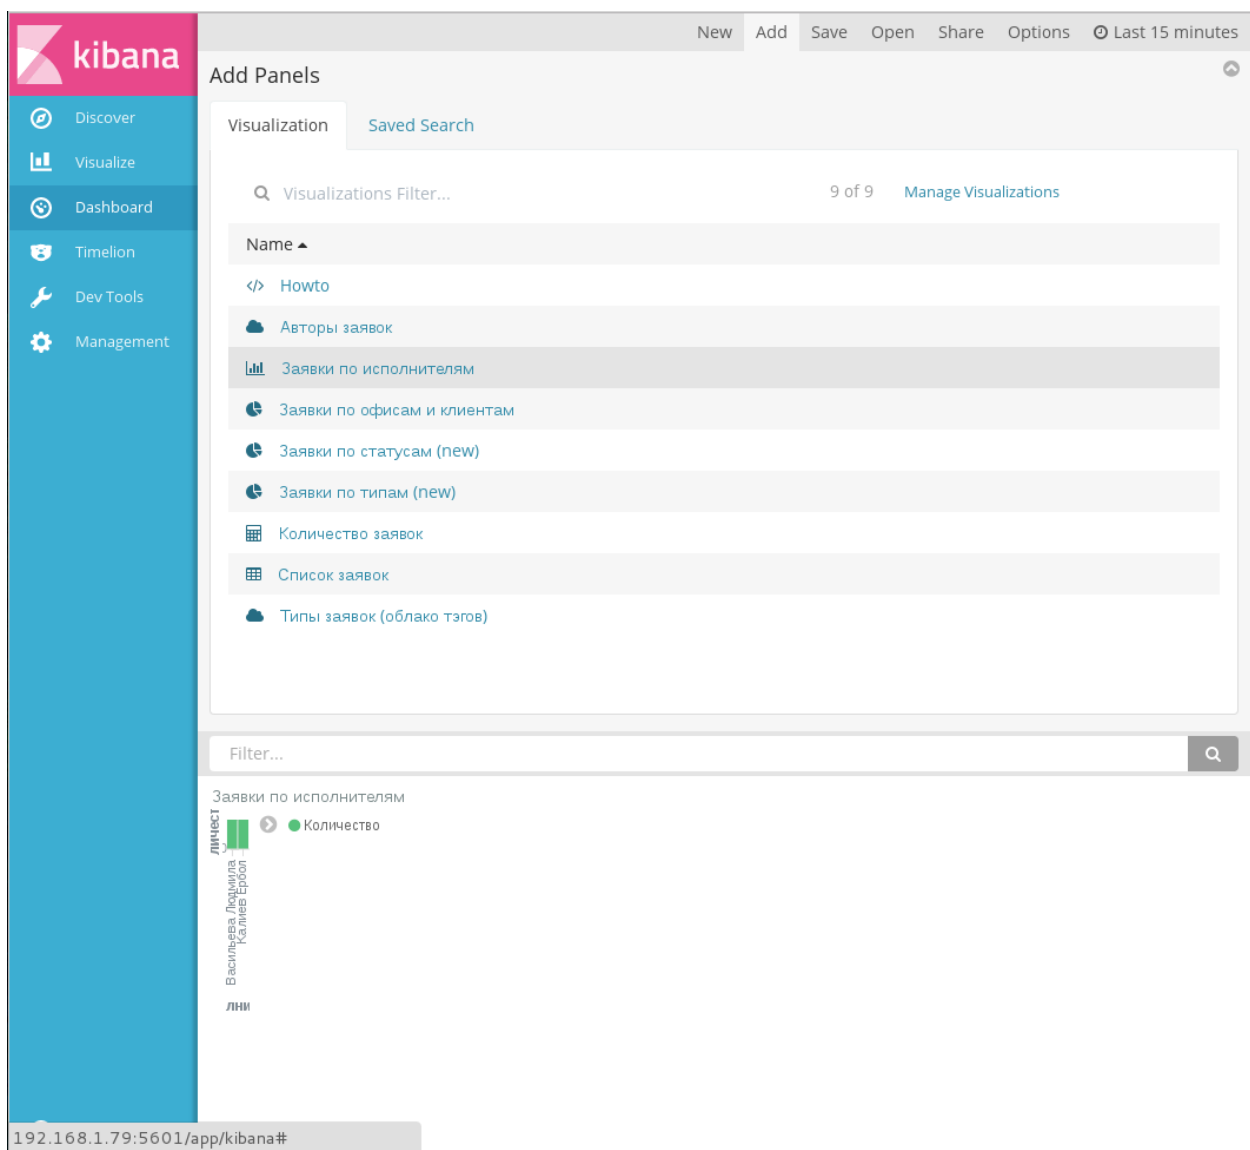 kibana
New Add Save Open Share Options Last 15 minutes
Add Panels
Discover
Visualize
Dashboard
Timelion
Dev Tools
Management
Visualization Saved Search
Visualizations Filter... 9 of 9 Manage Visualizations
Name
</> Howto
Авторы заявок
Заявки по исполнителям
Заявки по офисам и клиентам
Заявки по статусам (new)
Заявки по типам (new)
Количество заявок
Список заявок
Типы заявок (облако тэгов)
Filter...
Заявки по исполнителям
личест
Количество
Васильева Людмила
Калиев Ербол
лни
192.168.1.79:5601/app/kibana#